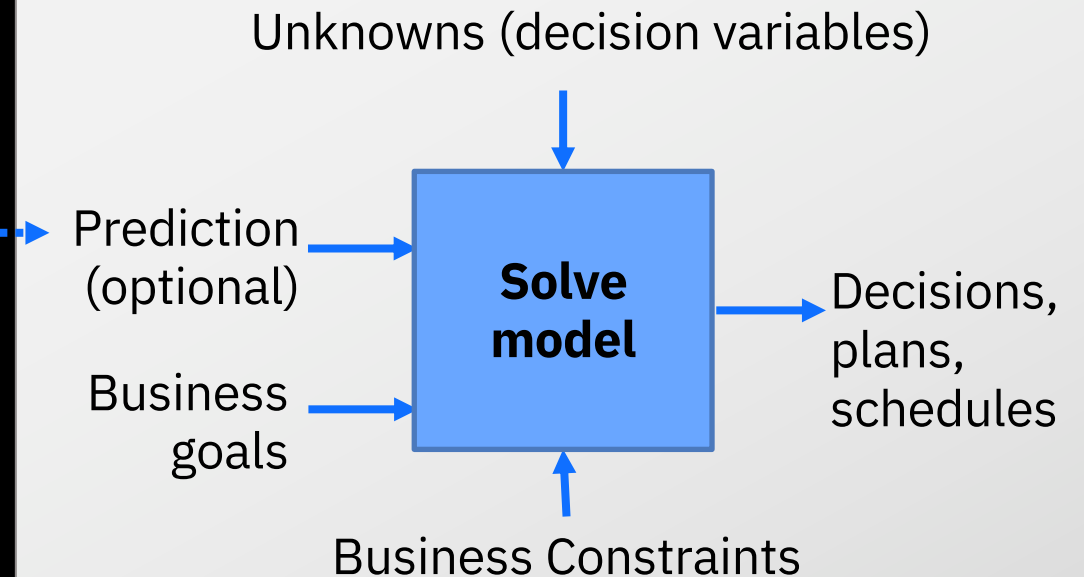 Unknowns (decision variables)
Prediction
(optional)
Solve
model
Decisions,
plans,
schedules
Business
goals
Business Constraints